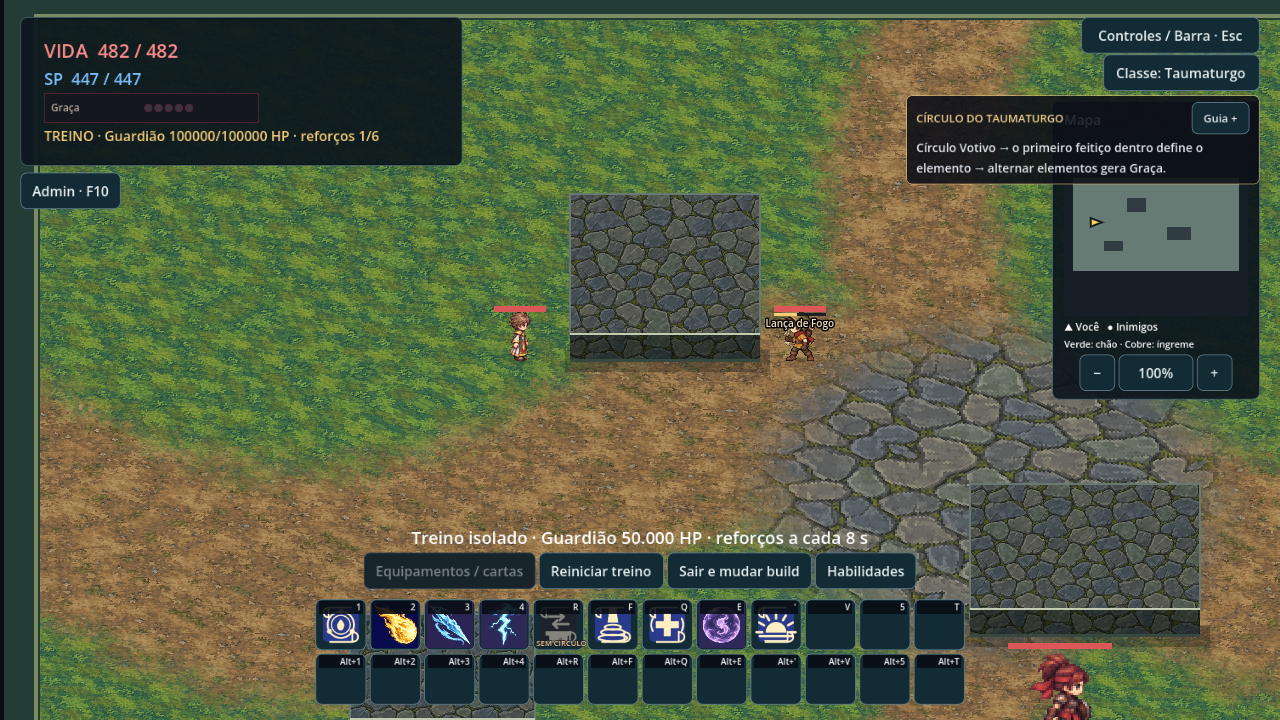 VIDA 482 / 482
SP 447 / 447
Graça
TREINO · Guardião 100000/100000 HP · reforços 1/6
Admin · F10
Controles / Barra · Esc
Classe: Taumaturgo
CÍRCULO DO TAUMATURGO
Mapa
Guia +
Círculo Votivo → o primeiro feitiço dentro define o
elemento → alternar elementos gera Graça.
▲ Você ● Inimigos
Verde: chão · Cobre: íngreme
− 100% +
Lança de Fogo
Treino isolado · Guardião 50.000 HP · reforços a cada 8 s
Equipamentos / cartas
Reiniciar treino
Sair e mudar build
Habilidades
1 2 3 4 R F Q E ' V 5 T
SEM CÍRCULO
Alt+1 Alt+2 Alt+3 Alt+4 Alt+R Alt+F Alt+Q Alt+E Alt+' Alt+V Alt+5 Alt+T